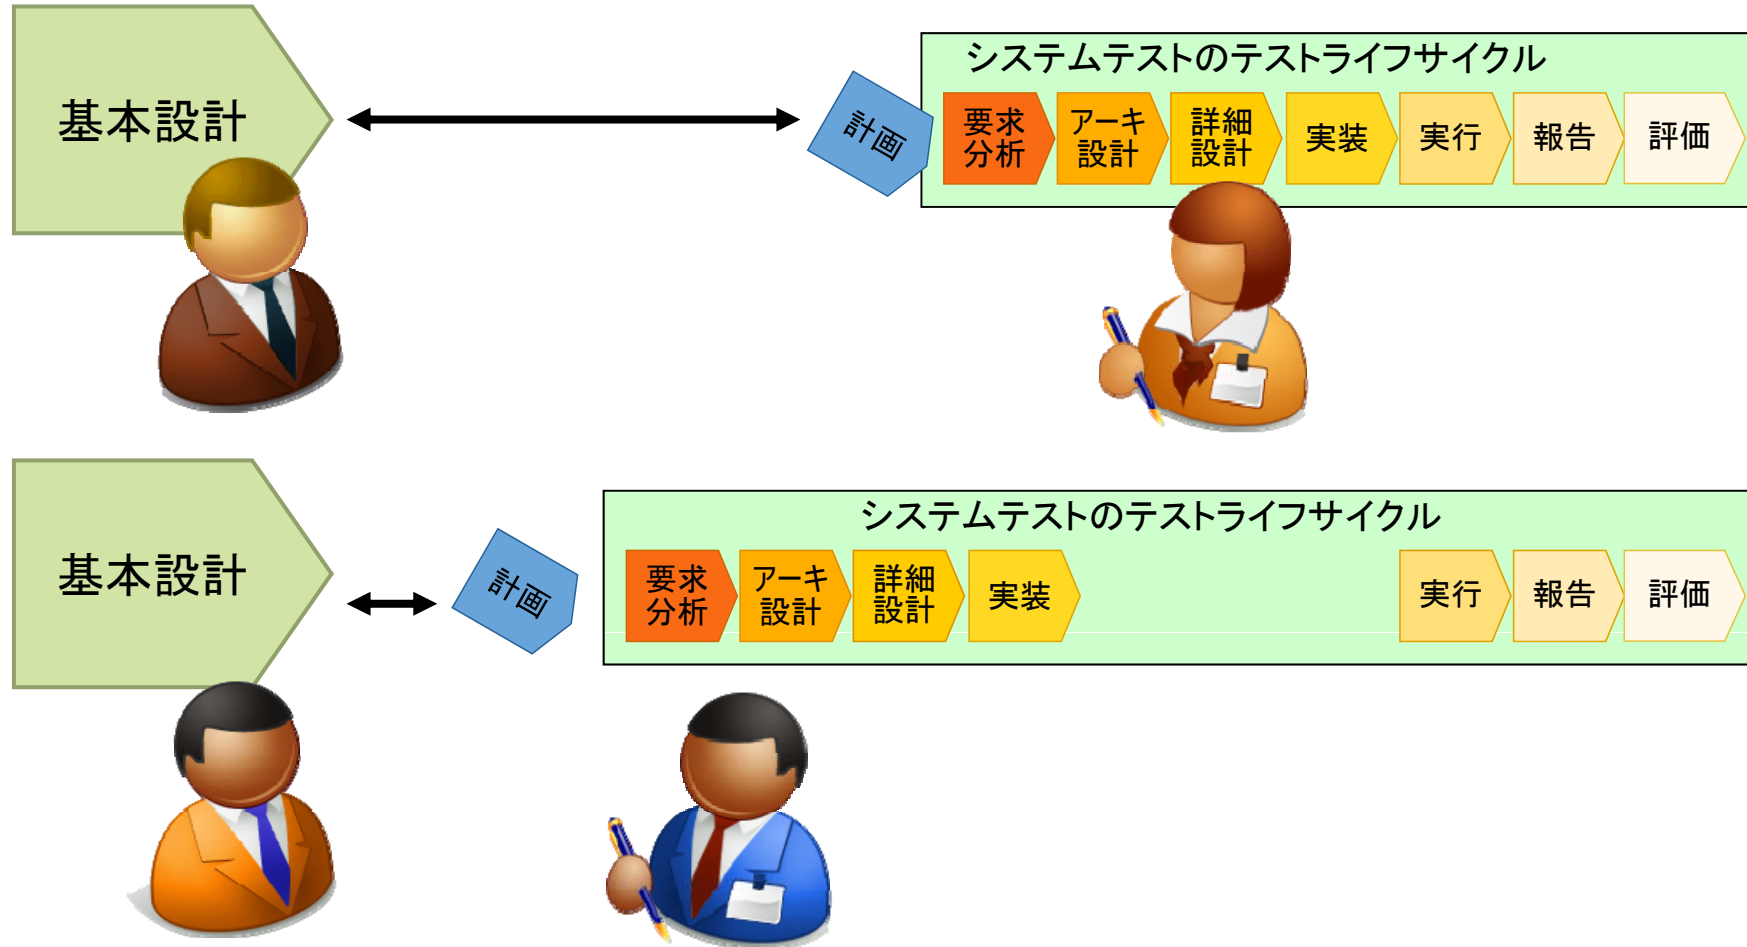 基本設計
計画
システムテストのテストライフサイクル
要求
分析
アーキ
設計
詳細
設計
実装
実行
報告
評価
基本設計
計画
システムテストのテストライフサイクル
要求
分析
アーキ
設計
詳細
設計
実装
実行
報告
評価